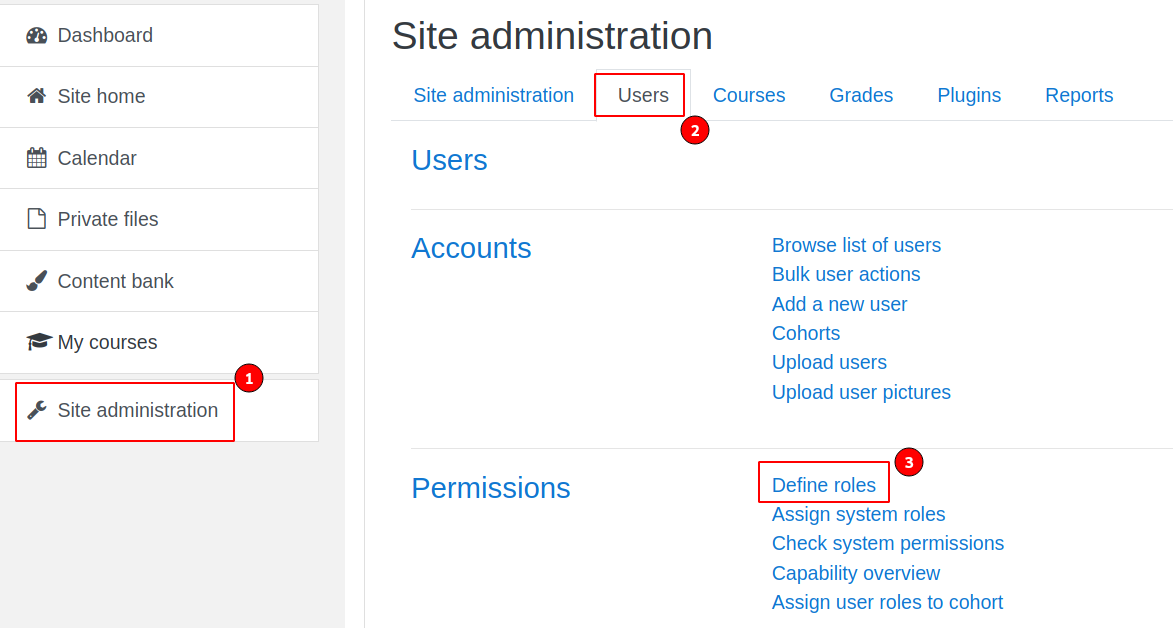 Dashboard
Site home
Calendar
Private files
Content bank
My courses
1
Site administration
Site administration
Site administration Users Courses Grades Plugins Reports
2
Users
Accounts
Browse list of users
Bulk user actions
Add a new user
Cohorts
Upload users
Upload user pictures
Permissions
3
Define roles
Assign system roles
Check system permissions
Capability overview
Assign user roles to cohort